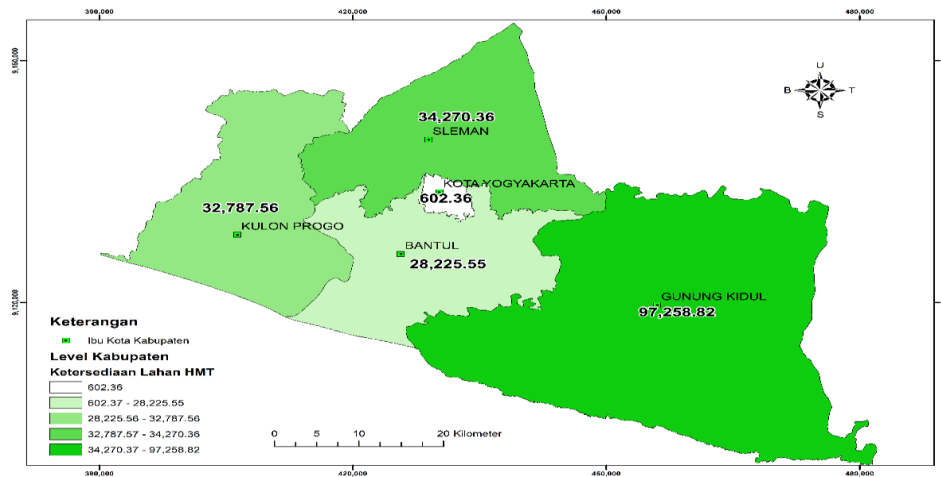 390,000 420,000 460,000 480,000
9,150,000
9,120,000
U
B T
S
34,270.36
SLEMAN
KOTA YOGYAKARTA
602.36
32,787.56
KULON PROGO
BANTUL
28,225.55
GUNUNG KIDUL
97,258.82
Keterangan
Ibu Kota Kabupaten
Level Kabupaten
Ketersediaan Lahan HMT
602.36
602.37 - 28,225.55
28,225.56 - 32,787.56
32,787.57 - 34,270.36
34,270.37 - 97,258.82
0 5 10 20 Kilometer
390,000 420,000 450,000 480,000